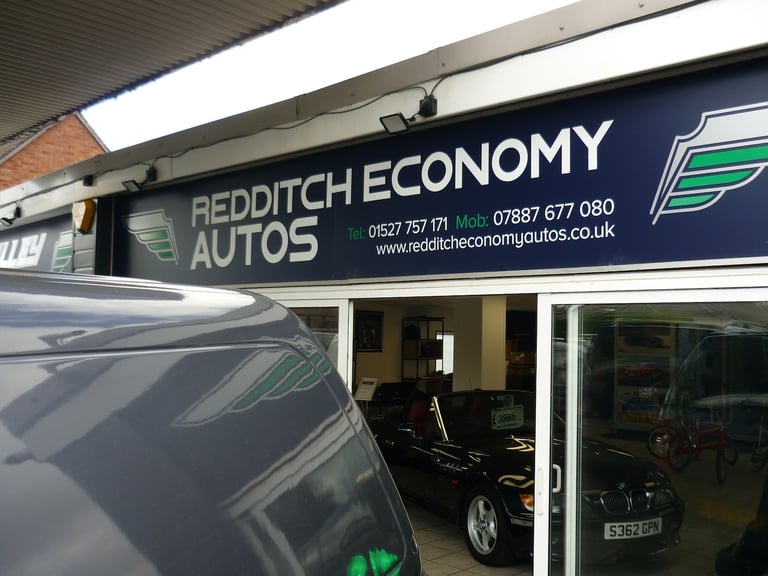 REDDITCH ECONOMY
AUTOS
Tel: 01527 757 171 Mob: 07887 677 080
www.redditcheconomyautos.co.uk
S362 GPN